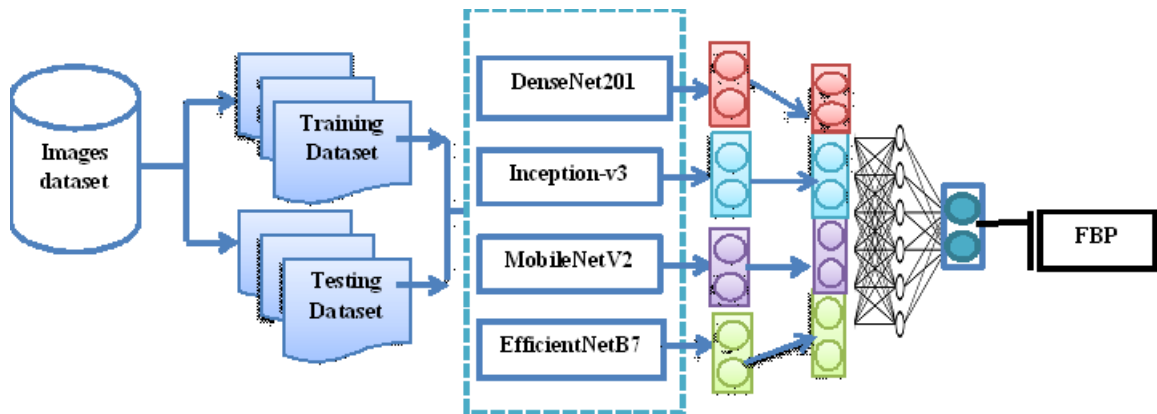 Images
dataset
Training
Dataset
Testing
Dataset
DenseNet201
Inception-v3
MobileNetV2
EfficientNetB7
FBP